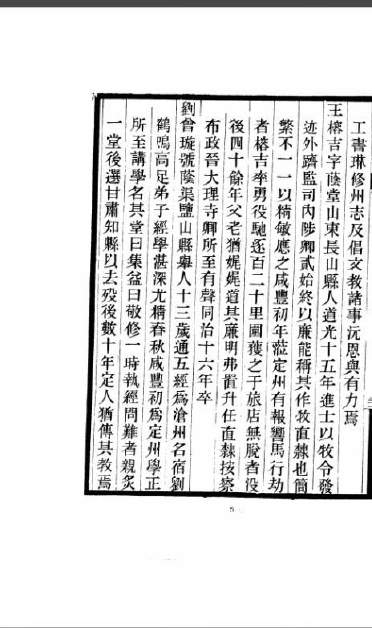 工書琳修州志及倡文教諸事沅恩與有力焉
王榕吉字蔭堂山東長山縣人道光十五年進士以牧令發
迹外躋監司內陟卿貳始終以廉能稱其作牧直隸也簡
繁不一一以精敏應之咸豐初年蒞定州有報響馬行劫
者榕吉率勇役馳逐百二十里圍獲之于旅店無脫者沒
後四十餘年父老猶娓娓道其廉明弗置升任直隸按察
布政晉大理寺卿所至有聲同治十六年卒
劉曾璇號蔭渠鹽山縣舉人十三歲通五經為滄州名宿劉
鶴鳴高足弟子經學湛深尤精春秋咸豐初為定州學正
所至講學名其堂曰集益曰敬修一時執經問難者親炙
一堂後選甘肅知縣以去歿後數十年定人猶傳其教焉